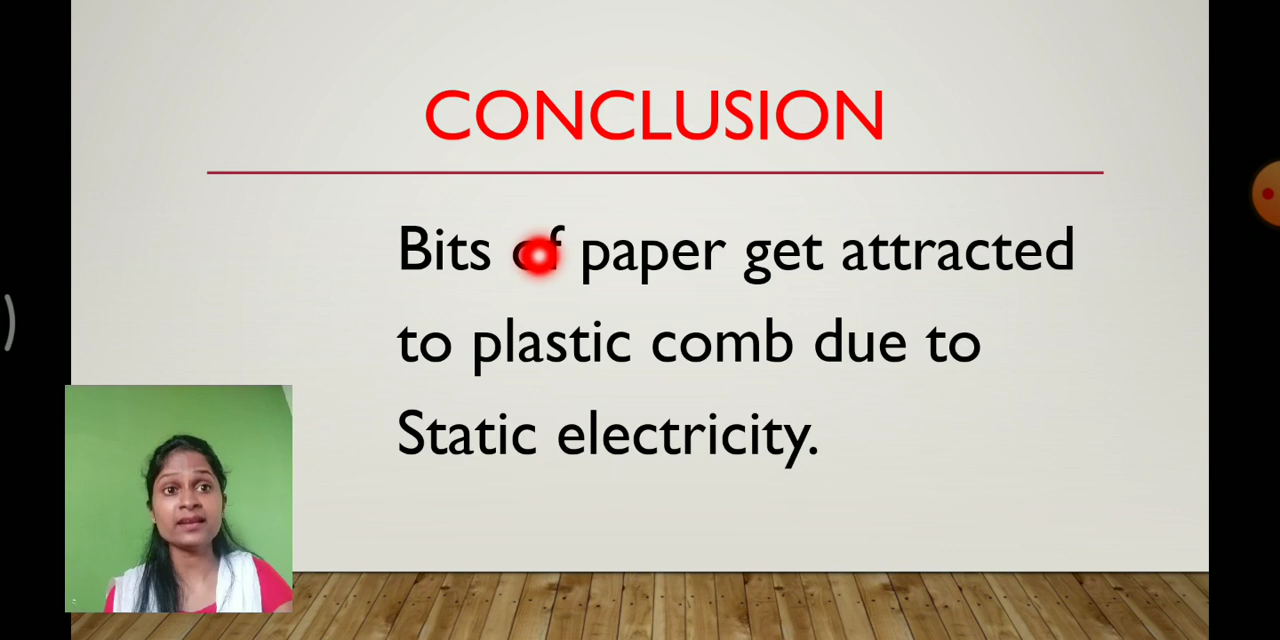 CONCLUSION
Bits of paper get attracted
to plastic comb due to
Static electricity.